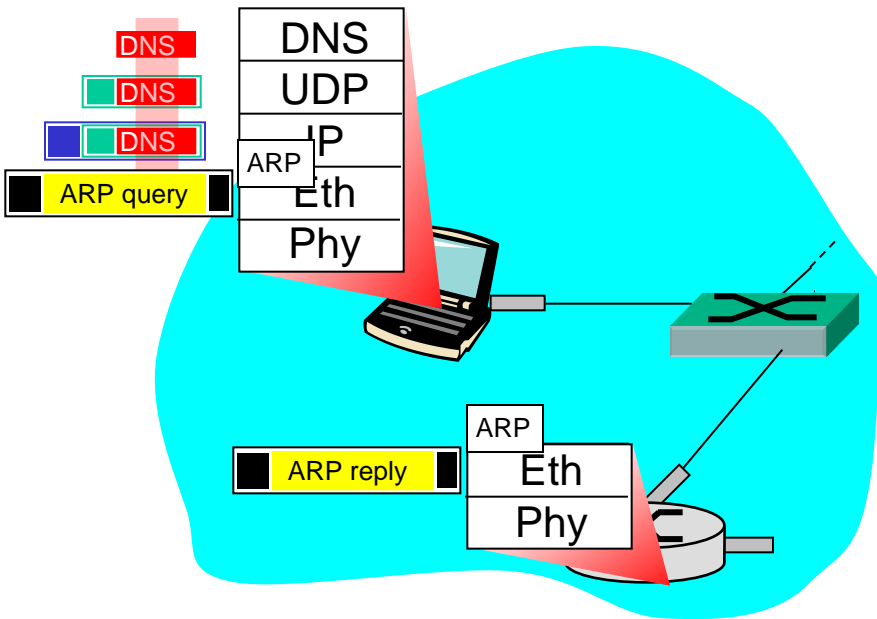 DNS
DNS
DNS
ARP query
DNS
UDP
IP
ARP
Eth
Phy
ARP
ARP reply
Eth
Phy